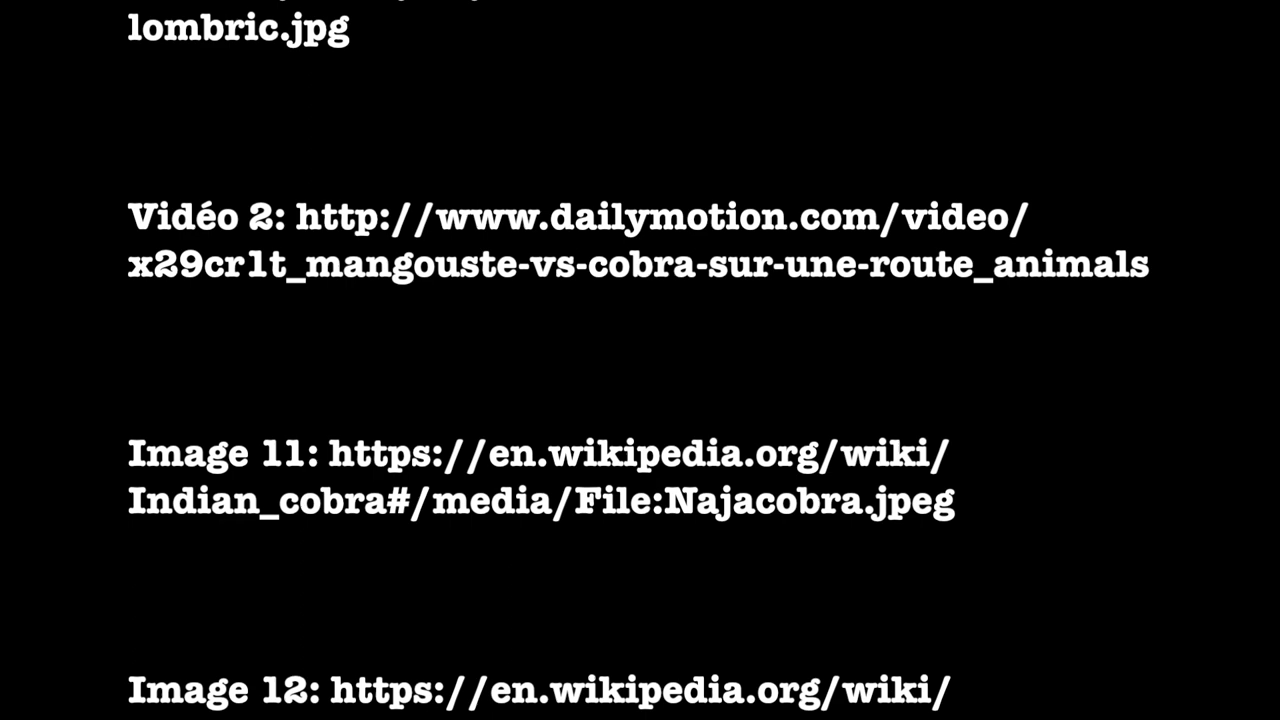 lombric.jpg
Vidéo 2: http://www.dailymotion.com/video/
x29cr1t_mangouste-vs-cobra-sur-une-route_animals
Image 11: https://en.wikipedia.org/wiki/
Indian_cobra#/media/File:Najacobra.jpeg
Image 12: https://en.wikipedia.org/wiki/